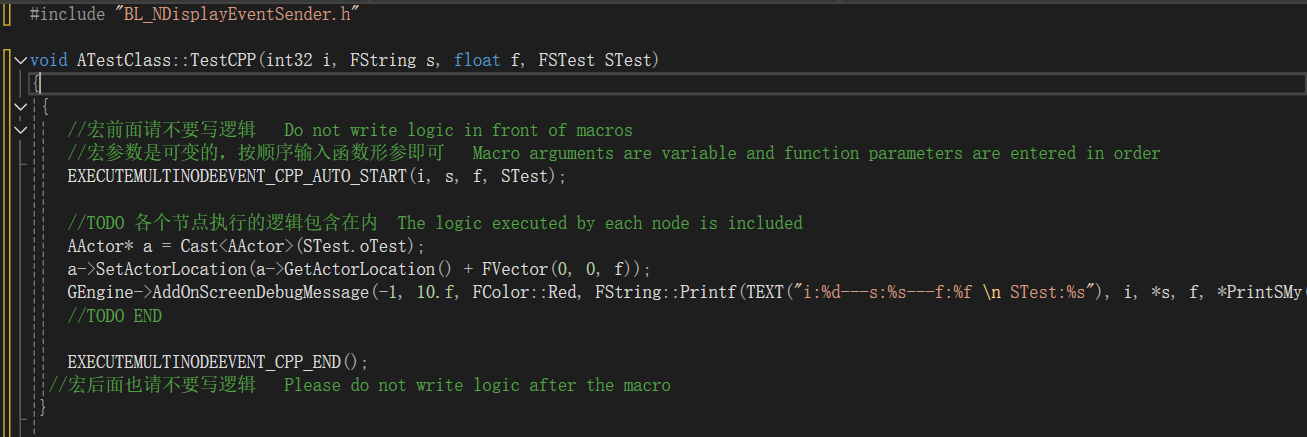 #include "BL_NDisplayEventSender.h"
void ATestClass::TestCPP(int32 i, FString s, float f, FSTest STest)
{
{
//宏前面请不要写逻辑   Do not write logic in front of macros
//宏参数是可变的，按顺序输入函数形参即可   Macro arguments are variable and function parameters are entered in order
EXECUTEMULTINODEEVENT_CPP_AUTO_START(i, s, f, STest);
//TODO 各个节点执行的逻辑包含在内  The logic executed by each node is included
AActor* a = Cast<AActor>(STest.oTest);
a->SetActorLocation(a->GetActorLocation() + FVector(0, 0, f));
GEngine->AddOnScreenDebugMessage(-1, 10.f, FColor::Red, FString::Printf(TEXT("i:%d---s:%s---f:%f \n STest:%s"), i, *s, f, *PrintSMy(
//TODO END
EXECUTEMULTINODEEVENT_CPP_END();
//宏后面也请不要写逻辑   Please do not write logic after the macro
}